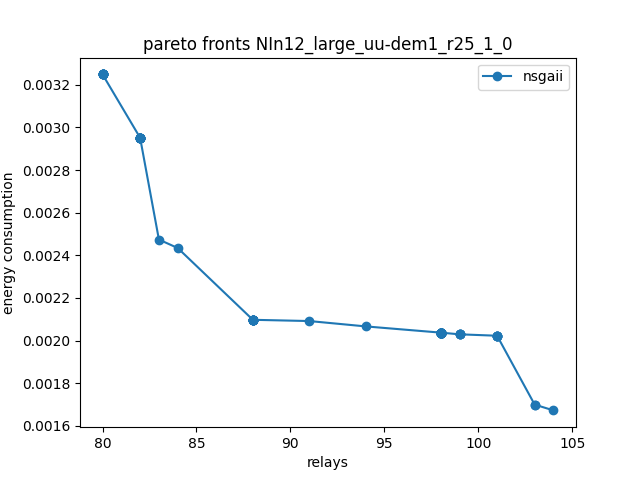 pareto fronts NIn12_large_uu-dem1_r25_1_0
nsgaii
energy consumption
0.0032
0.0030
0.0028
0.0026
0.0024
0.0022
0.0020
0.0018
0.0016
80 85 90 95 100 105
relays